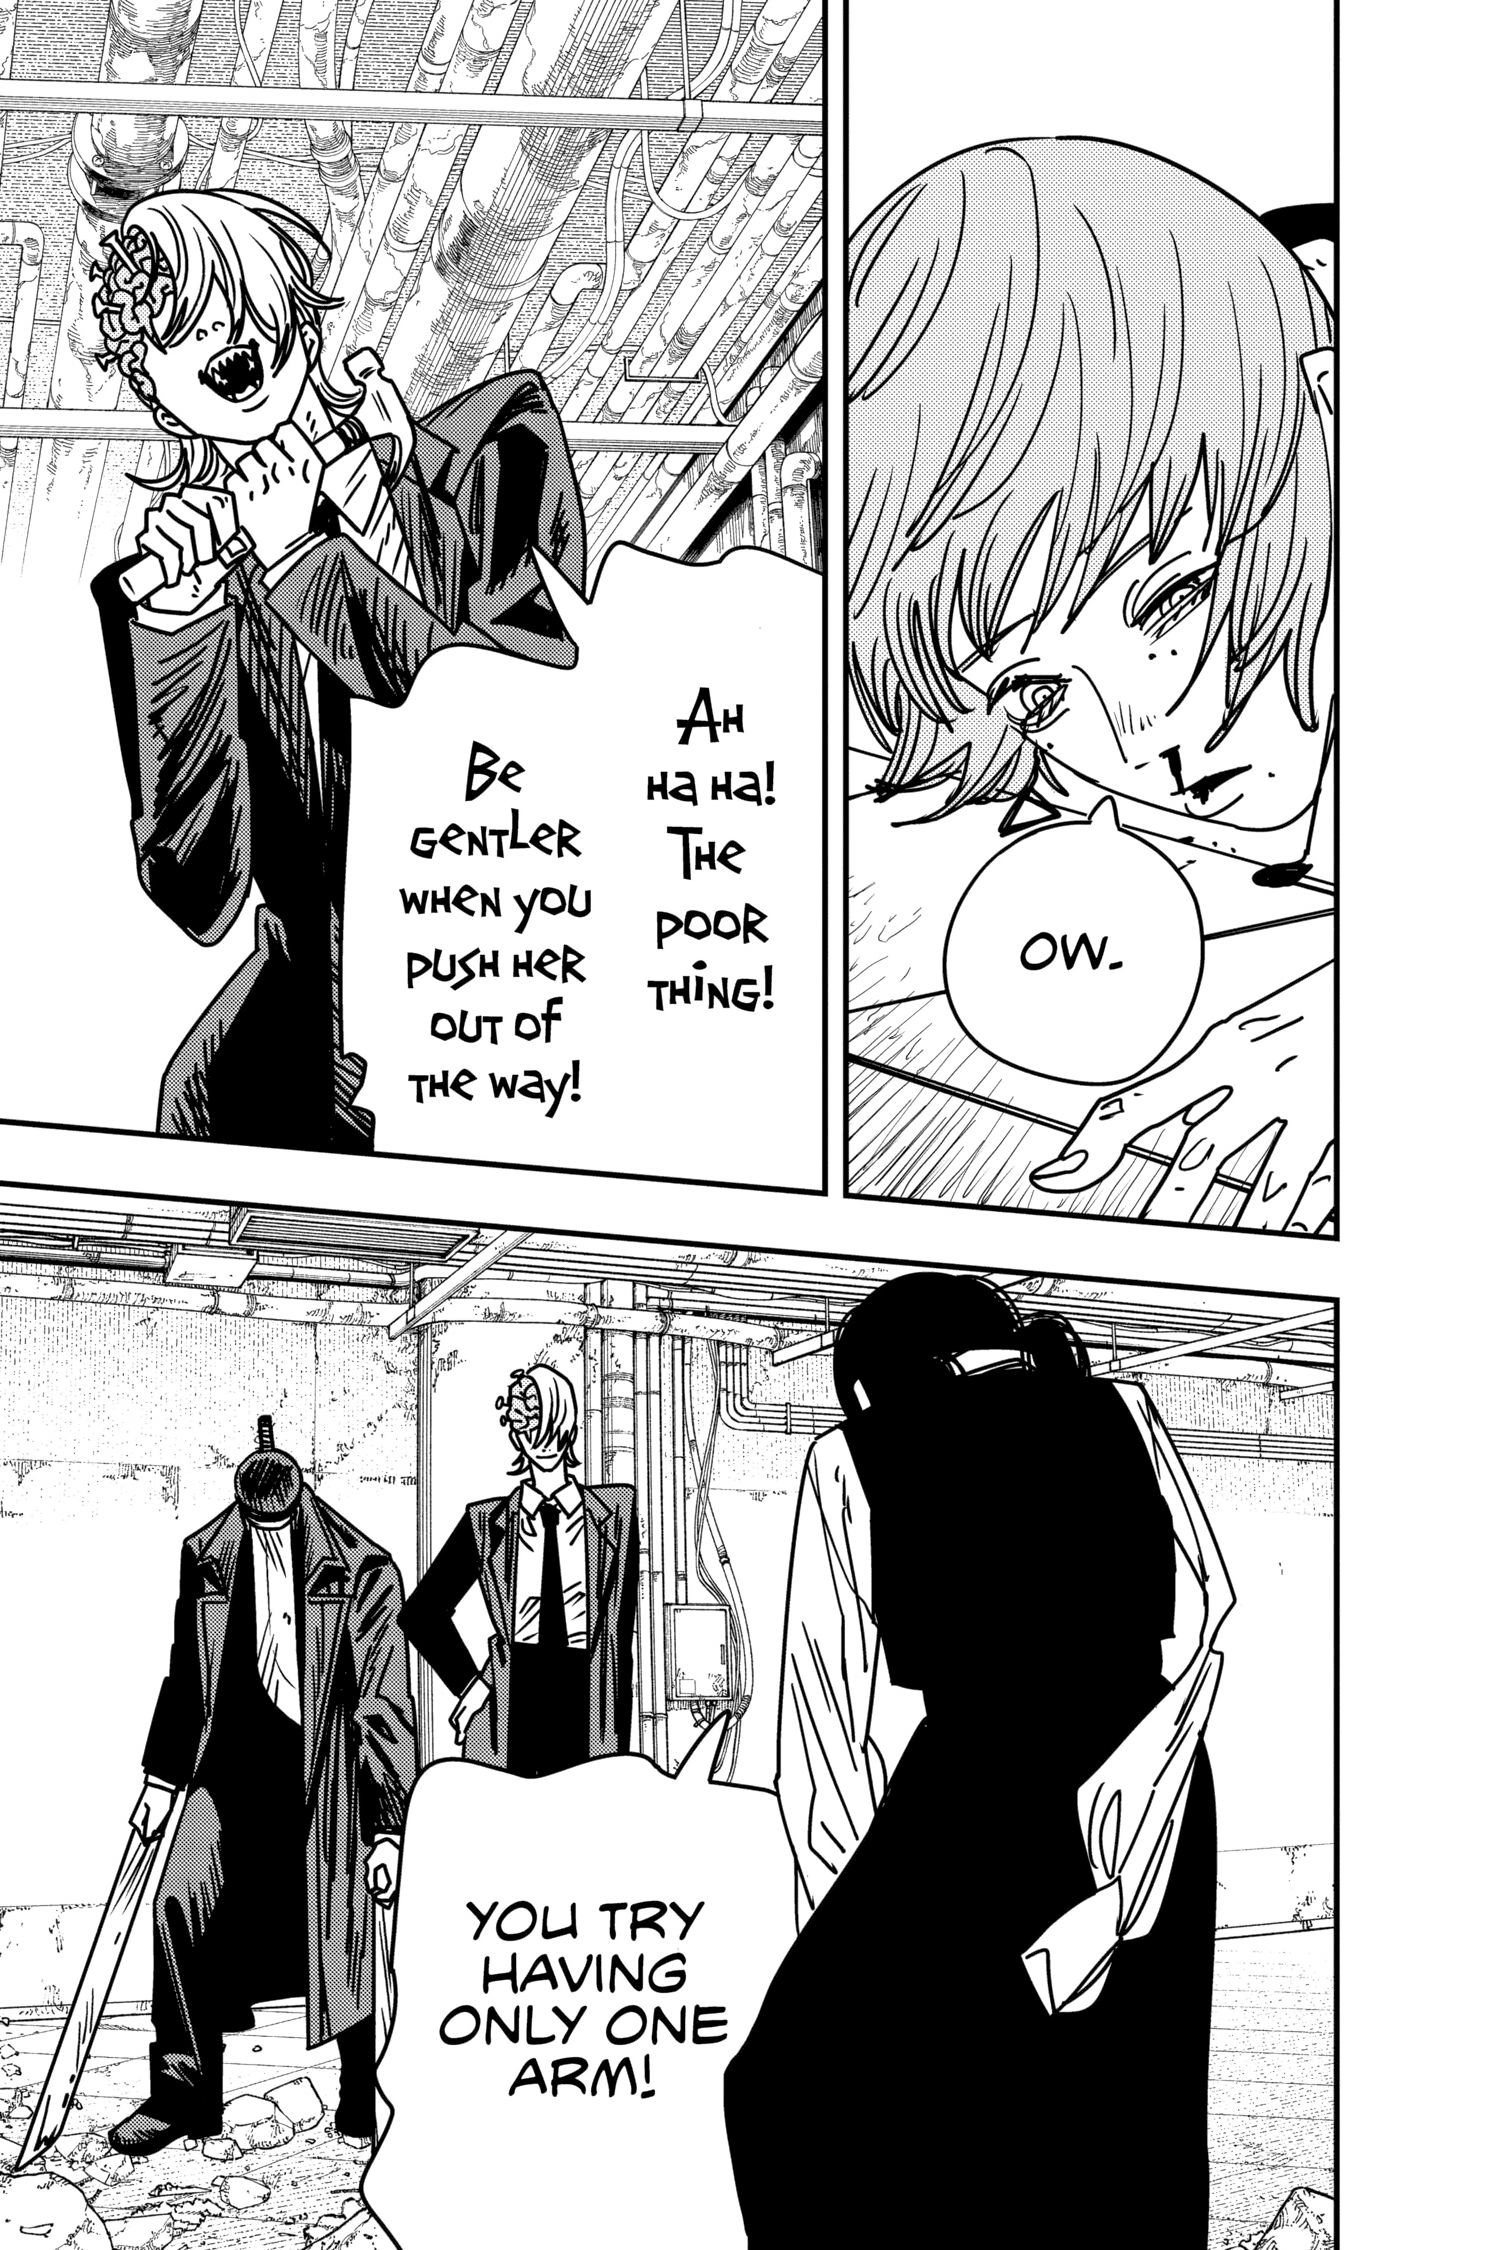 OW.
AH
HA HA!
THE
POOR
THING!
BE
GENTLER
WHEN YOU
PUSH HER
OUT OF
THE WAY!
YOU TRY
HAVING
ONLY ONE
ARM!